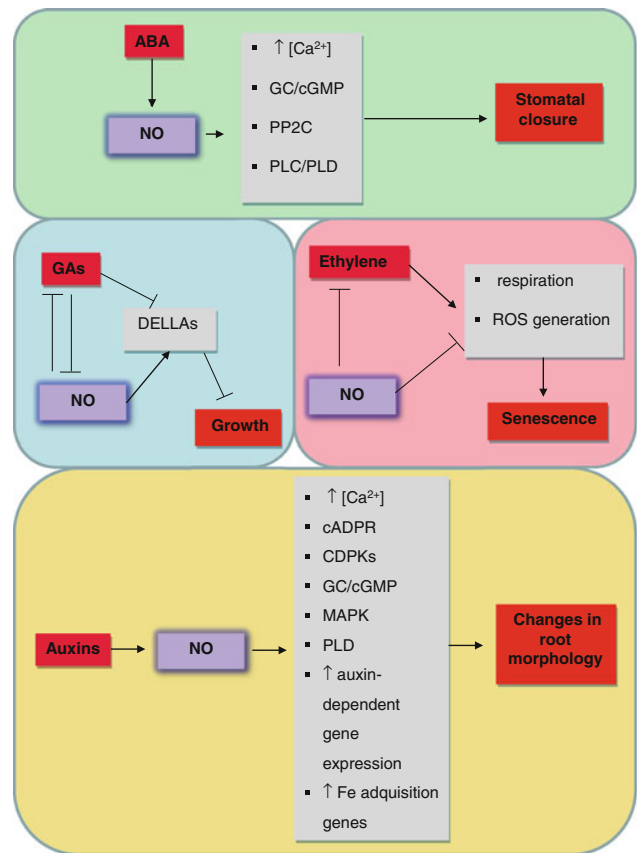 ABA
NO
▪ ↑ [Ca²⁺]
▪ GC/cGMP
▪ PP2C
▪ PLC/PLD
Stomatal
closure
GAs
DELLAs
NO
Growth
Ethylene
▪ respiration
▪ ROS generation
NO
Senescence
Auxins
NO
▪ ↑ [Ca²⁺]
▪ cADPR
▪ CDPKs
▪ GC/cGMP
▪ MAPK
▪ PLD
▪ ↑ auxin-
dependent
gene
expression
▪ ↑ Fe adquisition
genes
Changes in
root
morphology